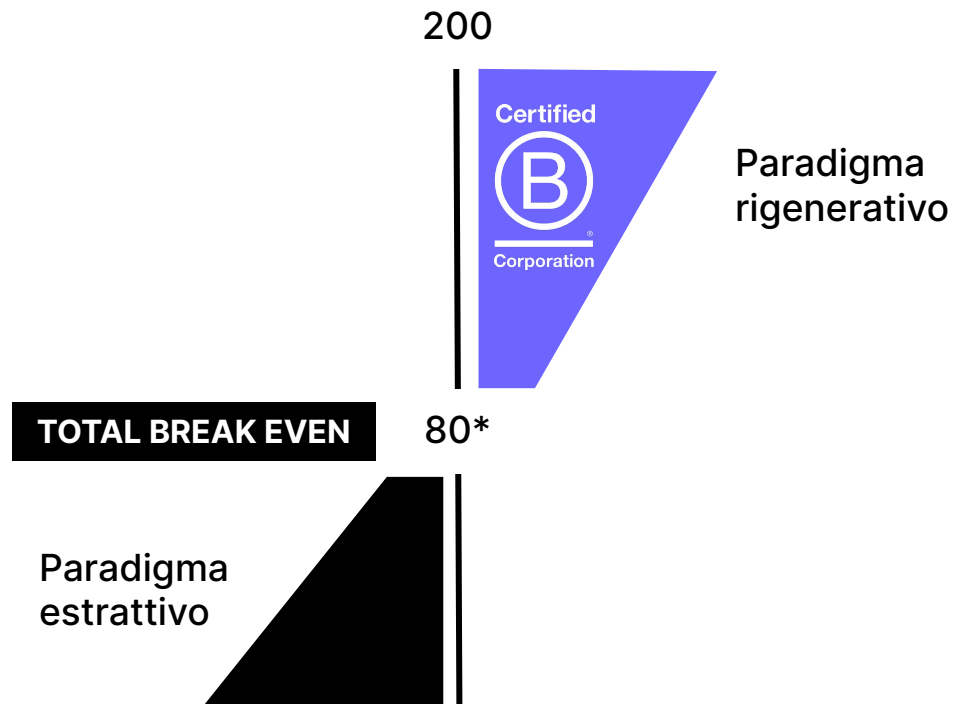 200
Certified
B
®
Corporation
Paradigma
rigenerativo
TOTAL BREAK EVEN
80*
Paradigma
estrattivo